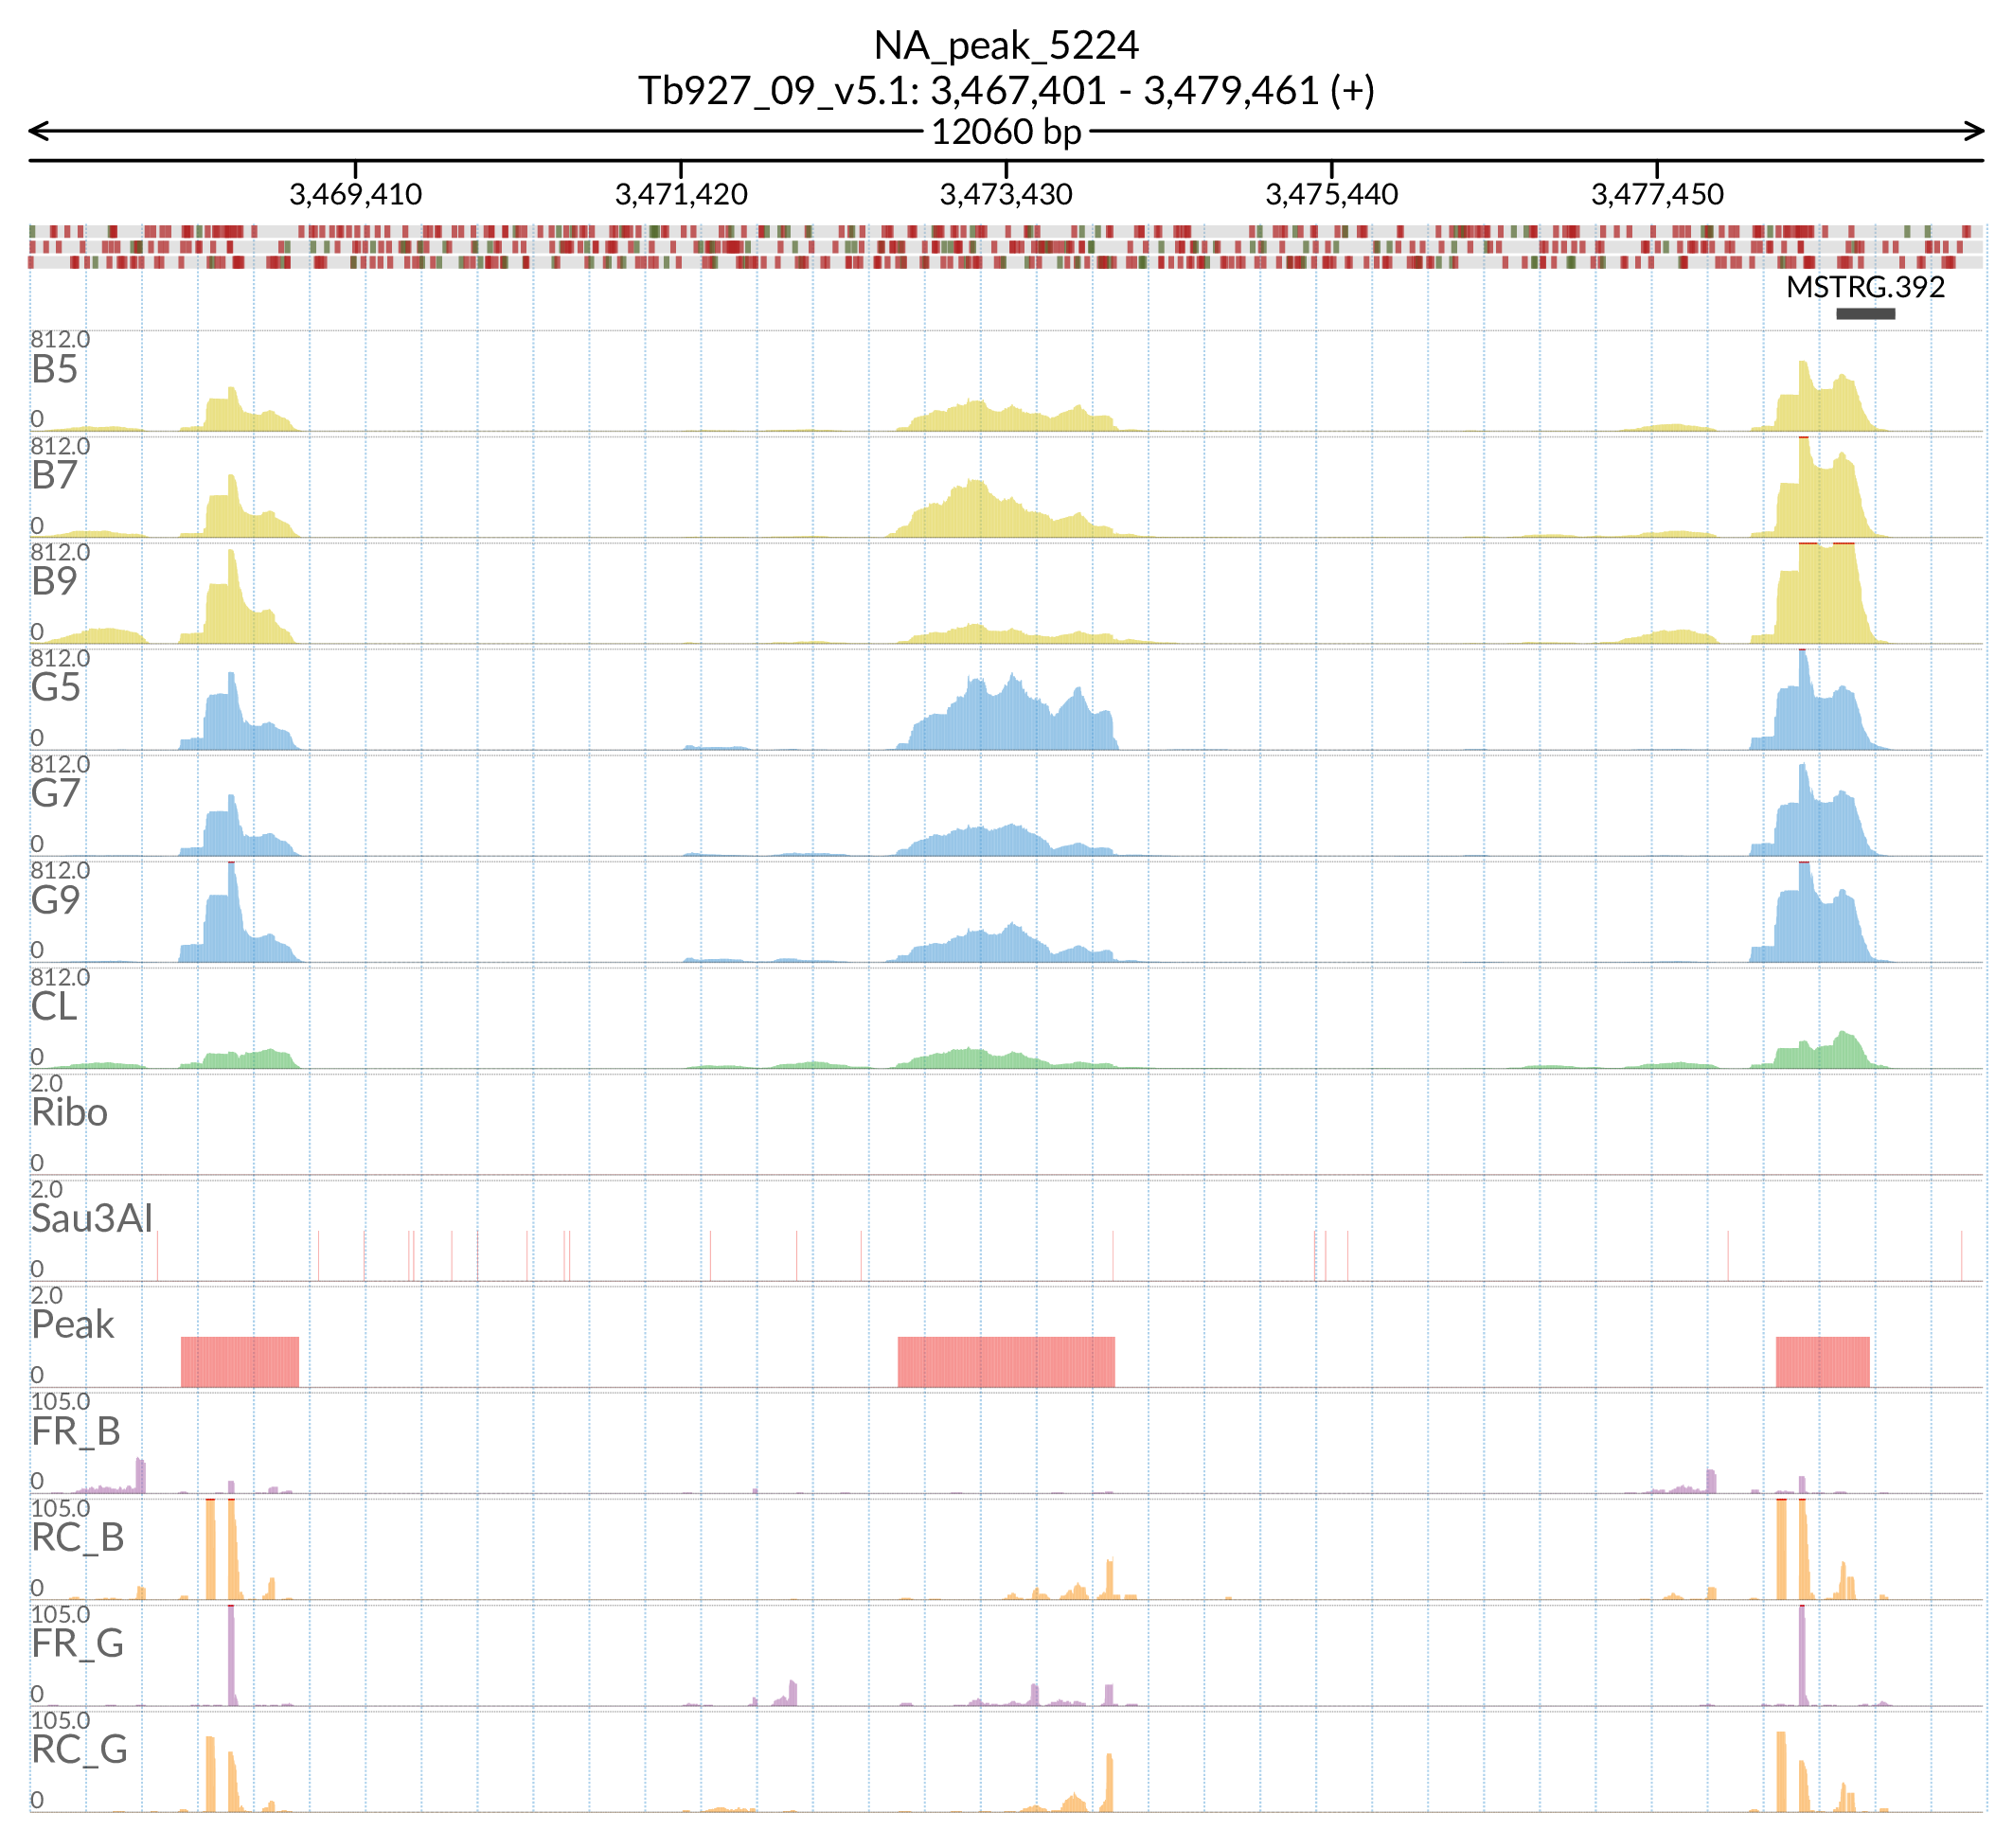 NA_peak_5224
Tb927_09_v5.1: 3,467,401 - 3,479,461 (+)
12060 bp
3,469,410 3,471,420 3,473,430 3,475,440 3,477,450
MSTRG.392
812.0
B5
0
812.0
B7
0
812.0
B9
0
812.0
G5
0
812.0
G7
0
812.0
G9
0
812.0
CL
0
2.0
Ribo
0
2.0
Sau3AI
0
2.0
Peak
0
105.0
FR_B
0
105.0
RC_B
0
105.0
FR_G
0
105.0
RC_G
0